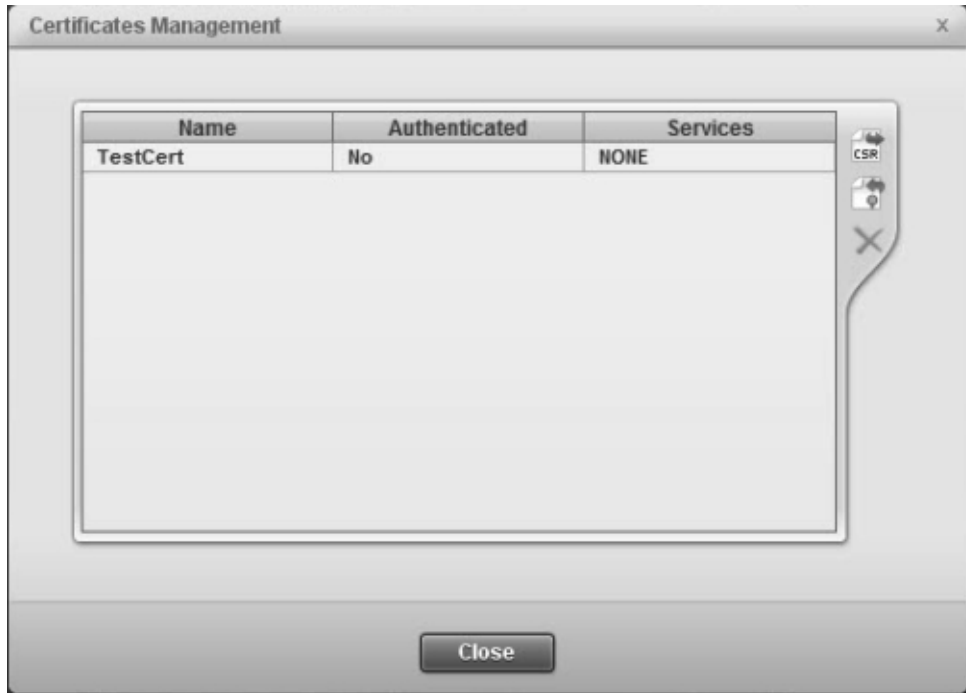 Certificates Management x
Name Authenticated Services
TestCert No NONE
CSR
Close